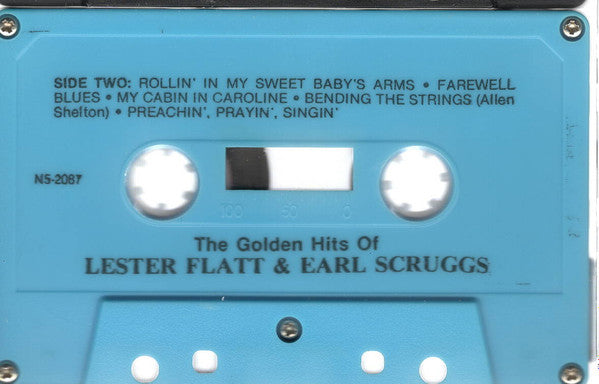 SIDE TWO: ROLLIN' IN MY SWEET BABY'S ARMS • FAREWELL
BLUES • MY CABIN IN CAROLINE • BENDING THE STRINGS (Allen
Shelton) • PREACHIN', PRAYIN', SINGIN'
N5-2087
100 50 0
The Golden Hits Of
LESTER FLATT & EARL SCRUGGS